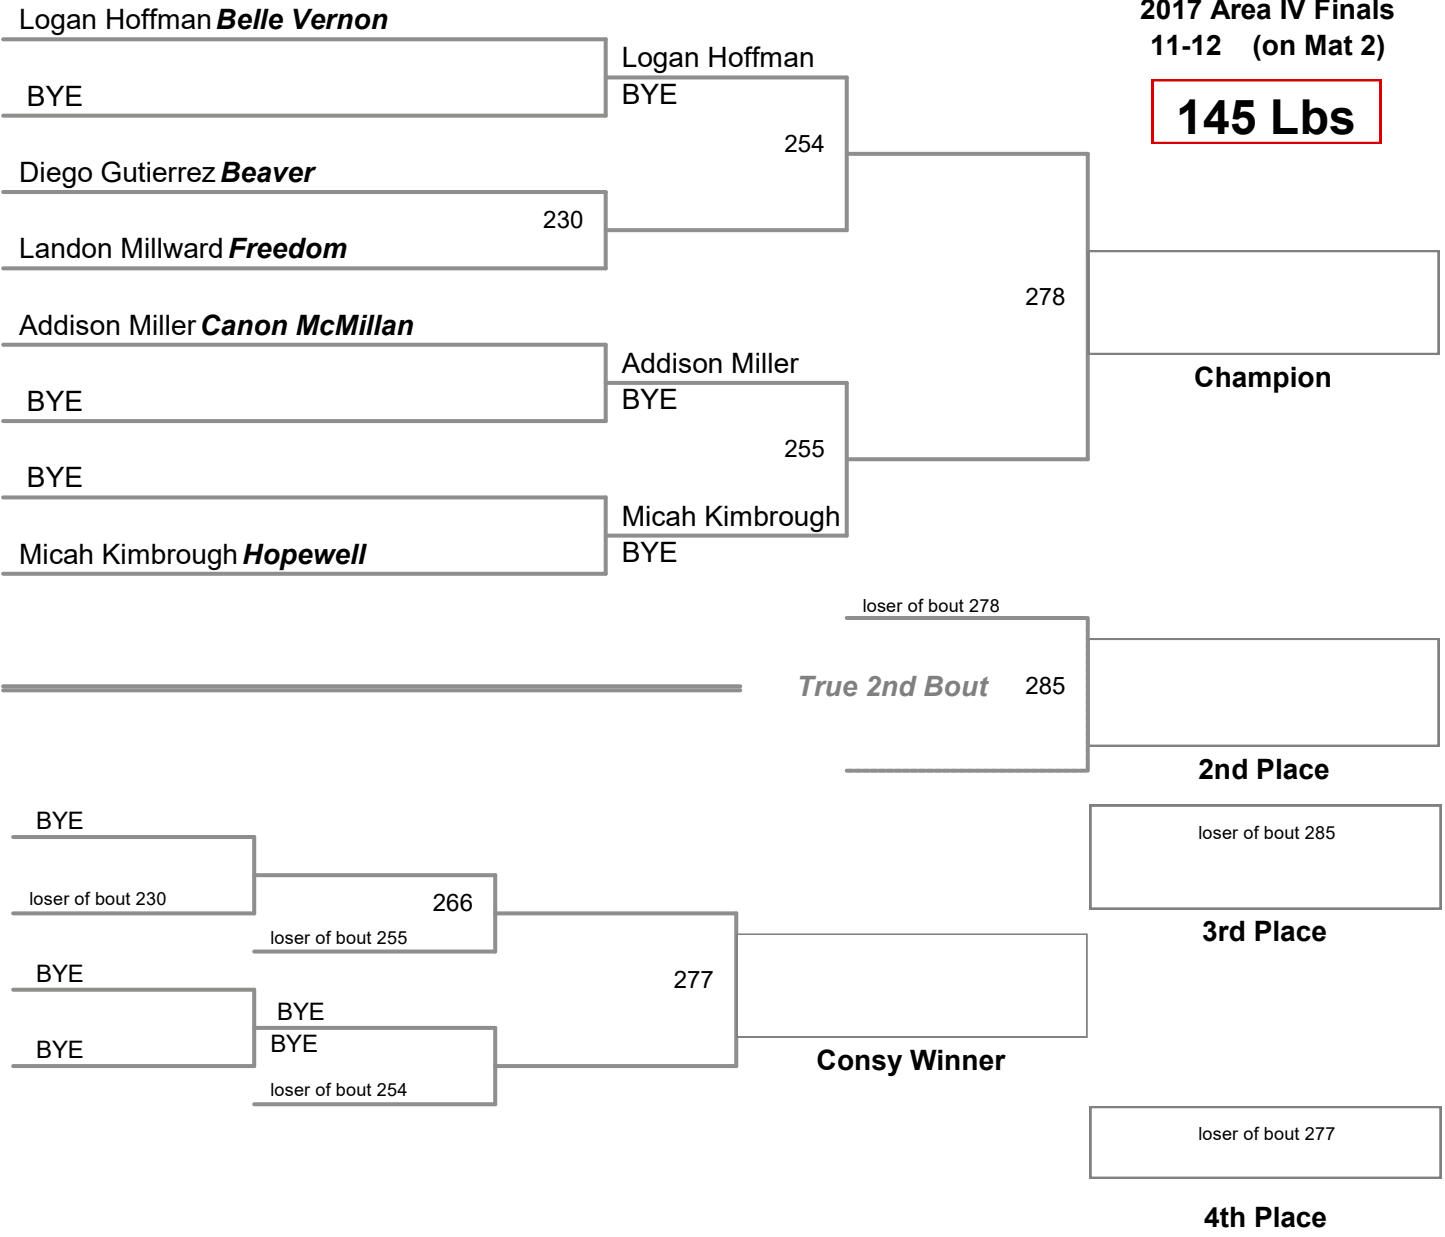 2017 Area IV Finals
11-12 (on Mat 2)
145 Lbs
Logan Hoffman Belle Vernon
BYE
Logan Hoffman
BYE
254
Diego Gutierrez Beaver
230
Landon Millward Freedom
278
Addison Miller Canon McMillan
BYE
Addison Miller
BYE
255
Champion
BYE
Micah Kimbrough Hopewell
Micah Kimbrough
BYE
loser of bout 278
True 2nd Bout 285
2nd Place
BYE
loser of bout 230
266
loser of bout 255
BYE
BYE
BYE
BYE
loser of bout 254
277
Consy Winner
loser of bout 285
3rd Place
loser of bout 277
4th Place